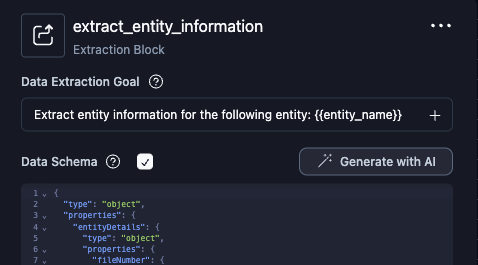 extract_entity_information
Extraction Block
Data Extraction Goal
Extract entity information for the following entity: {{entity_name}}
Data Schema
Generate with AI
1 {
2 "type": "object",
3 "properties": {
4 "entityDetails": {
5 "type": "object",
6 "properties": {
7 "fileNumber": {